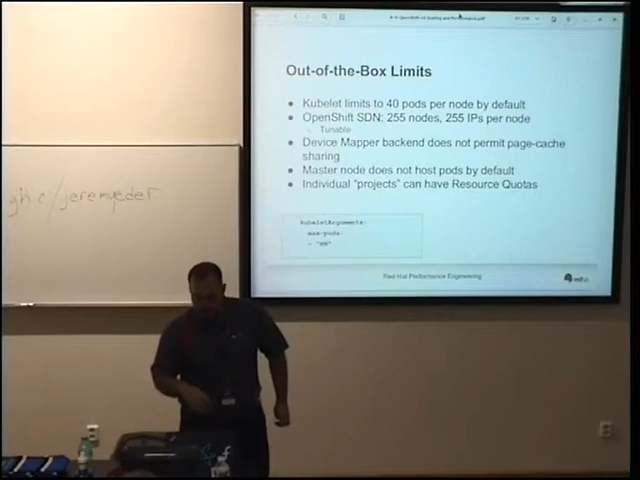 Out-of-the-Box Limits
Kubelet limits to 40 pods per node by default
OpenShift SDN: 255 nodes, 255 IPs per node
Tunable
Device Mapper backend does not permit page-cache
sharing
Master node does not host pods by default
Individual "projects" can have Resource Quotas
kubeletArguments:
max-pods:
- "NN"
Red Hat Performance Engineering
redhat
/jeremyeder